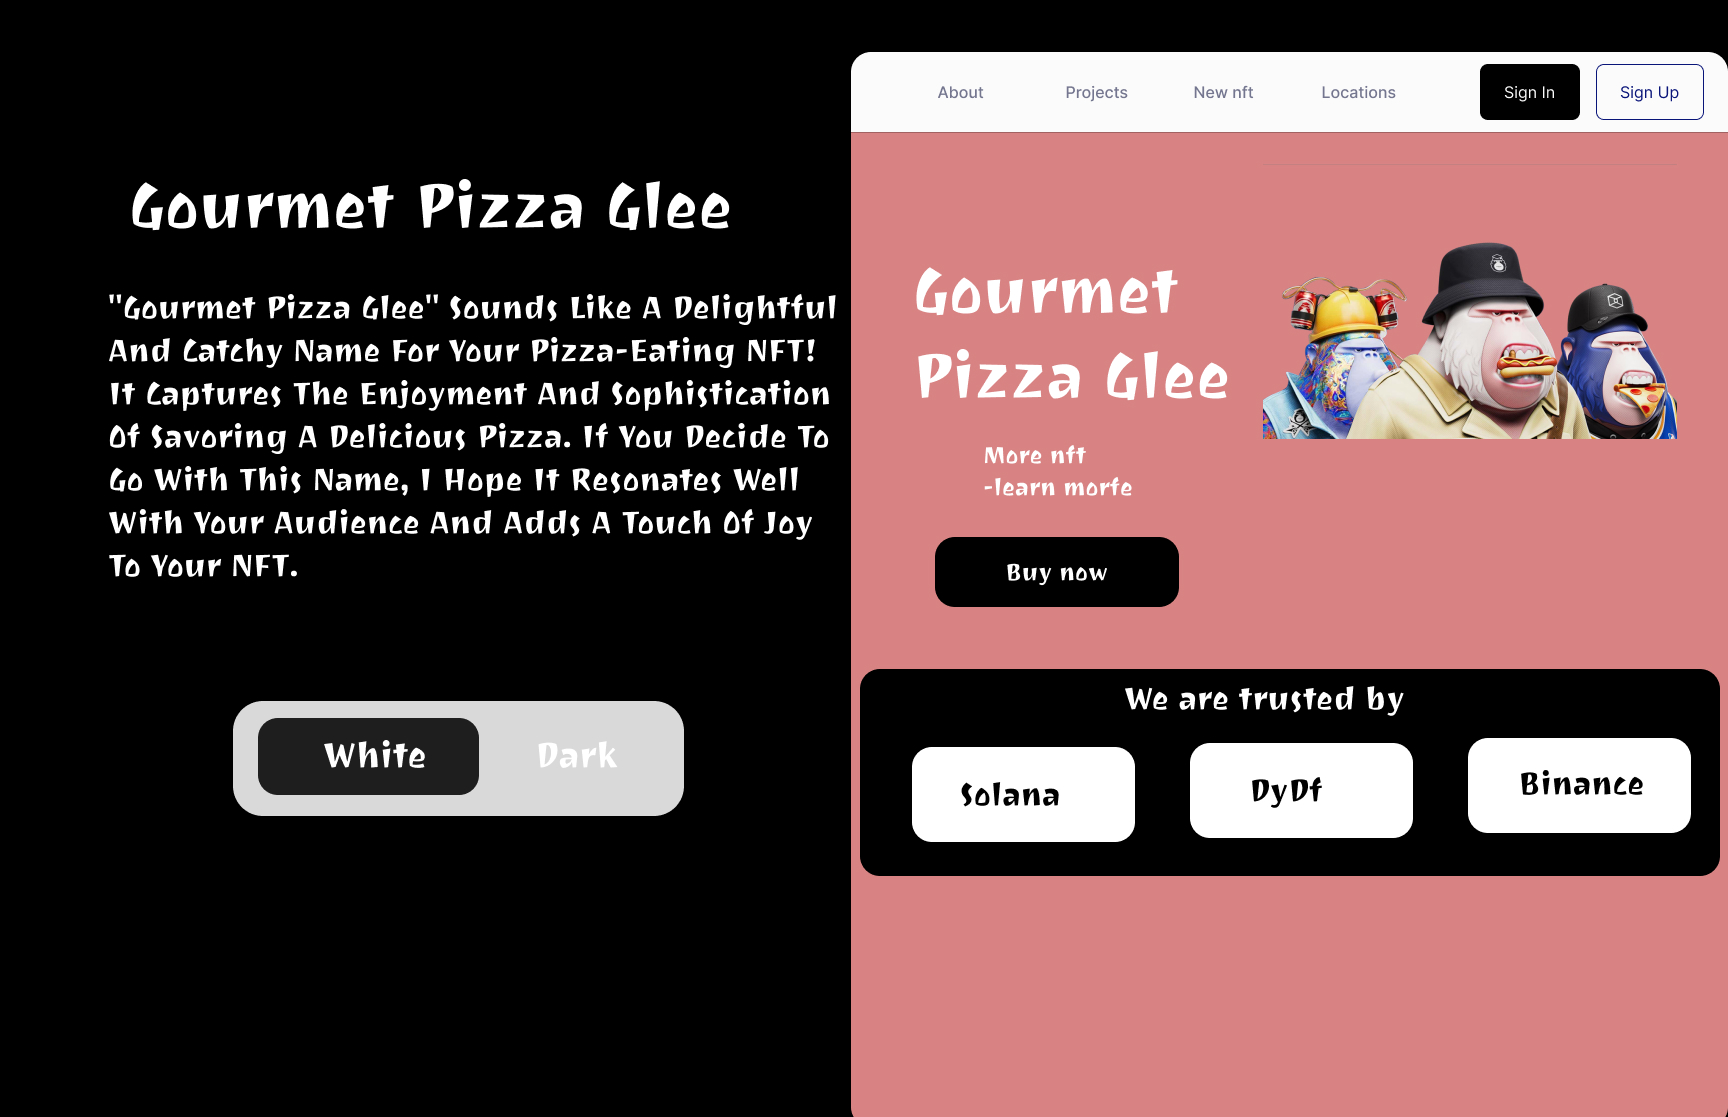 Gourmet Pizza Glee
"Gourmet Pizza Glee" Sounds Like A Delightful
And Catchy Name For Your Pizza-Eating NFT!
It Captures The Enjoyment And Sophistication
Of Savoring A Delicious Pizza. If You Decide To
Go With This Name, I Hope It Resonates Well
With Your Audience And Adds A Touch Of Joy
To Your NFT.
White
Dark
About
Projects
New nft
Locations
Sign In
Sign Up
Gourmet
Pizza Glee
More nft
-learn morfe
Buy now
We are trusted by
Solana
DyDf
Binance